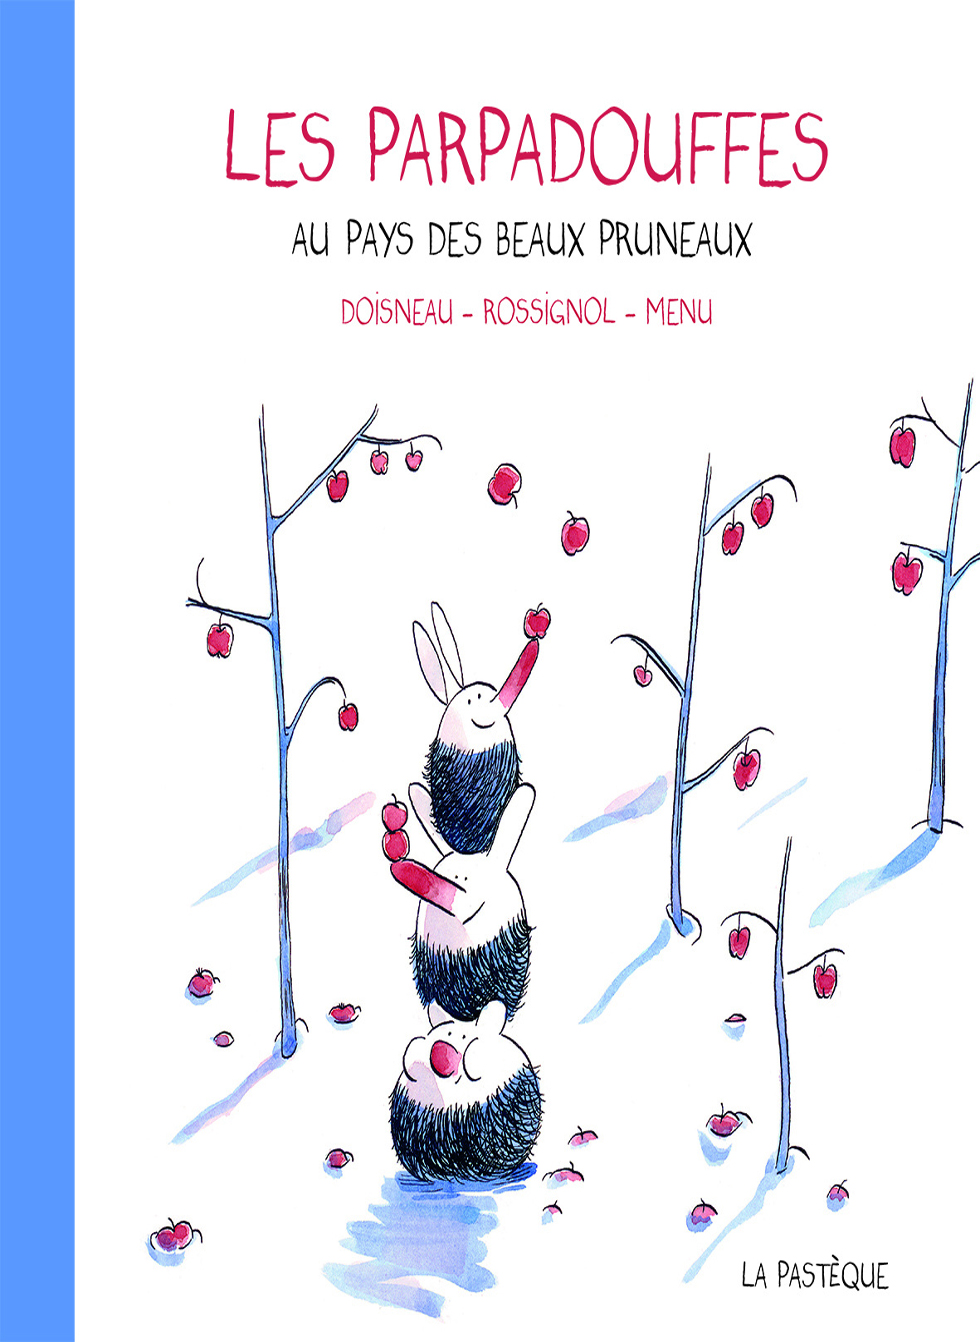 LES PARPADOUFFES
AU PAYS DES BEAUX PRUNEAUX
DOiSNEAU - ROSSiGNOL - MENU
LA PASTÈQUE